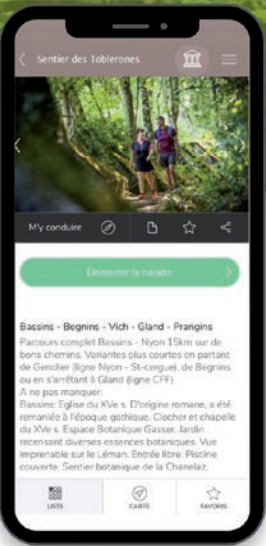 Sentier des Toblerones
M'y conduire
Démarrer la balade
Bassins - Begnins - Vich - Gland - Prangins
Parcours complet Bassins - Nyon 15km sur de
bons chemins. Variantes plus courtes en partant
de Genolier (ligne Nyon - St-cergue), de Begnins
ou en s'arrêtant à Gland (ligne CFF).
A ne pas manquer:
Bassins: Eglise du XVe s. D'origine romane, a été
remaniée à l'époque gothique. Clocher et chapelle
du XVe s. Espace Botanique Gasser. Jardin
recensant diverses essences botaniques. Vue
imprenable sur le Léman. Entrée libre. Piscine
couverte. Sentier botanique de la Chanelaz.
LISTE
CARTE
FAVORIS